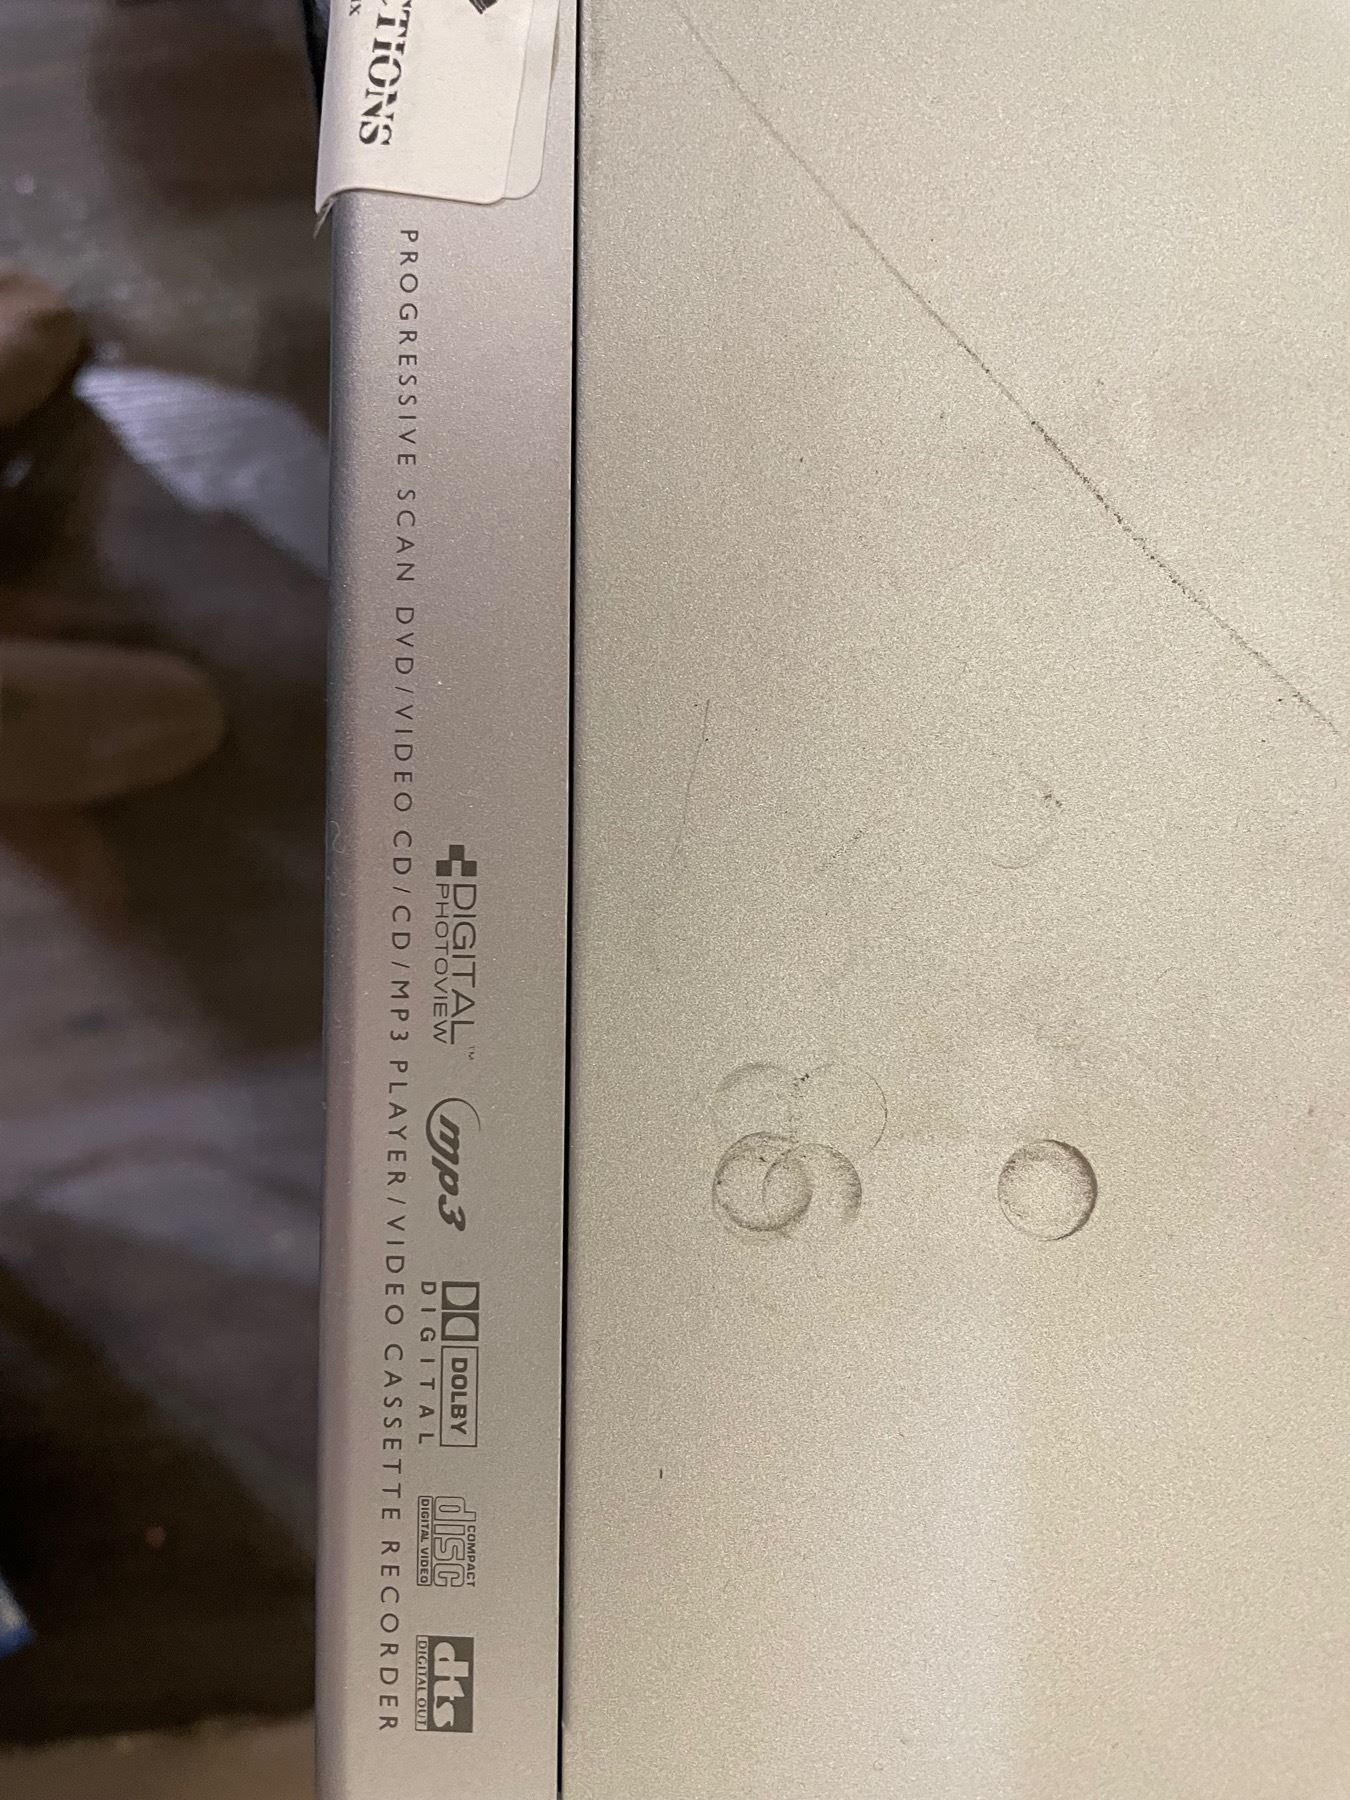 TIONS
PROGRESSIVE SCAN DVD/VIDEO CD/CD/MP3 PLAYER/VIDEO CASSETTE RECORDER
DIGITAL™
PHOTOVIEW
mp3
DOLBY
DIGITAL
COMPACT
disc
DIGITAL VIDEO
dts
DIGITAL OUT